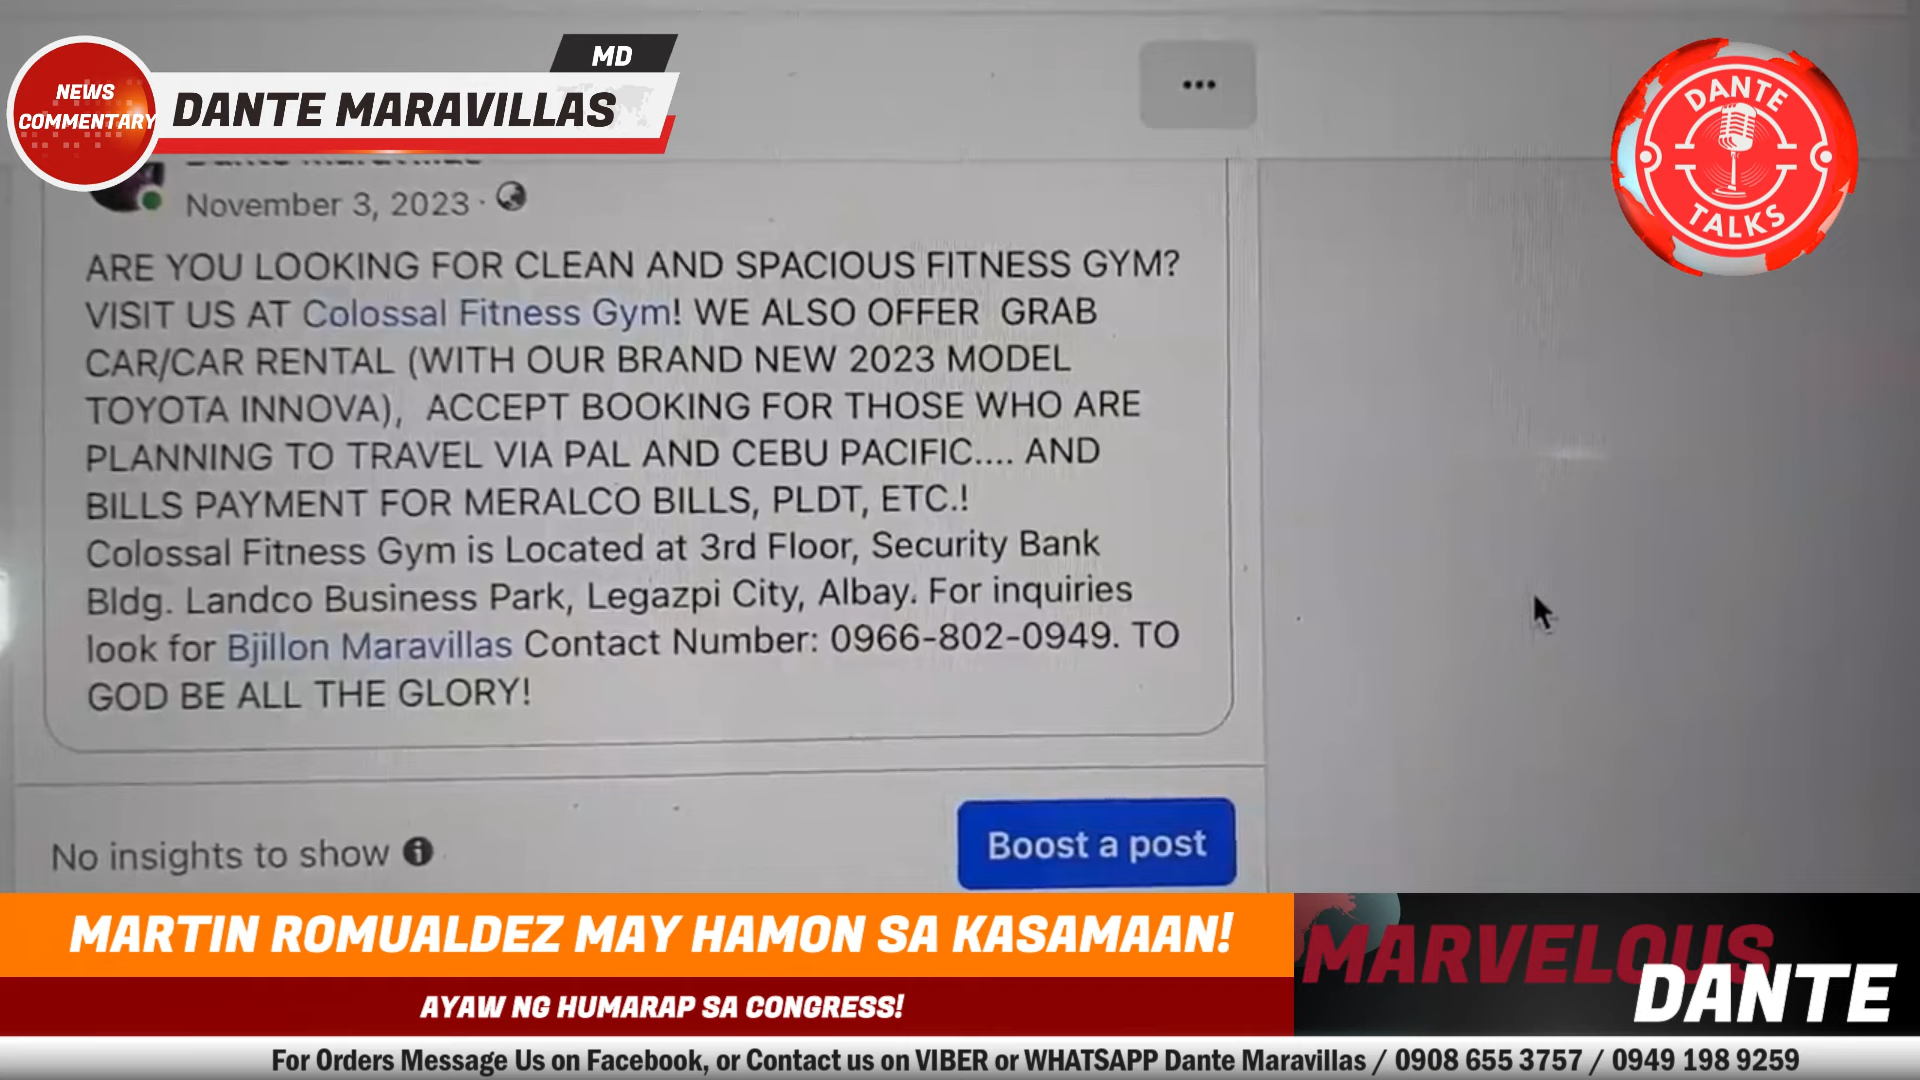 MD
NEWS
COMMENTARY
DANTE MARAVILLAS
DANTE
TALKS
November 3, 2023 ·
ARE YOU LOOKING FOR CLEAN AND SPACIOUS FITNESS GYM?
VISIT US AT Colossal Fitness Gym! WE ALSO OFFER GRAB
CAR/CAR RENTAL (WITH OUR BRAND NEW 2023 MODEL
TOYOTA INNOVA), ACCEPT BOOKING FOR THOSE WHO ARE
PLANNING TO TRAVEL VIA PAL AND CEBU PACIFIC.... AND
BILLS PAYMENT FOR MERALCO BILLS, PLDT, ETC.!
Colossal Fitness Gym is Located at 3rd Floor, Security Bank
Bldg. Landco Business Park, Legazpi City, Albay. For inquiries
look for Bjillon Maravillas Contact Number: 0966-802-0949. TO
GOD BE ALL THE GLORY!
No insights to show
Boost a post
MARTIN ROMUALDEZ MAY HAMON SA KASAMAAN!
AYAW NG HUMARAP SA CONGRESS!
MARVELOUS
DANTE
For Orders Message Us on Facebook, or Contact us on VIBER or WHATSAPP Dante Maravillas / 0908 655 3757 / 0949 198 9259